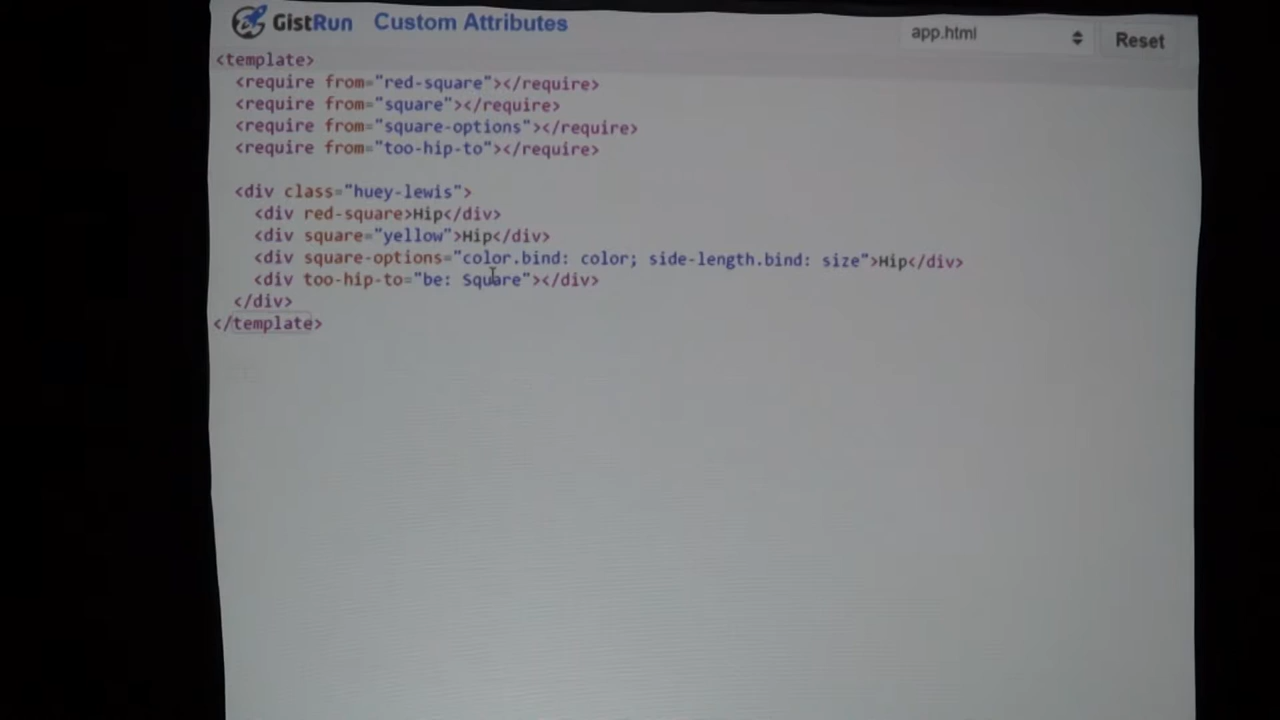 GistRun Custom Attributes app.html Reset
<template>
<require from="red-square"></require>
<require from="square"></require>
<require from="square-options"></require>
<require from="too-hip-to"></require>
<div class="huey-lewis">
<div red-square>Hip</div>
<div square="yellow">Hip</div>
<div square-options="color.bind: color; side-length.bind: size">Hip</div>
<div too-hip-to="be: Square"></div>
</div>
</template>